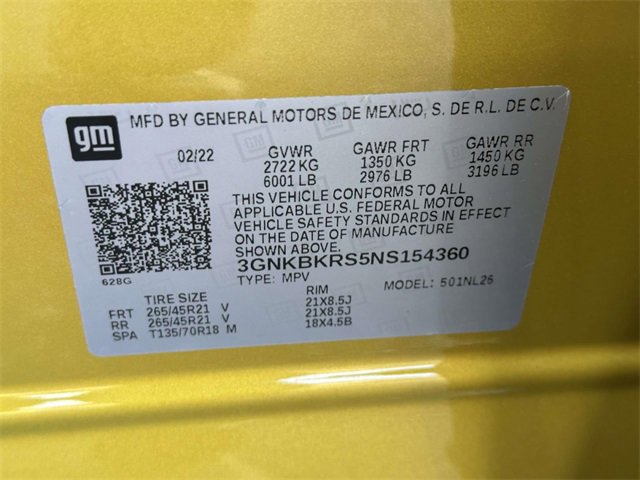 gm
MFD BY GENERAL MOTORS DE MEXICO, S. DE R.L. DE C.V.
02/22 GVWR GAWR FRT GAWR RR
2722 KG 1350 KG 1450 KG
6001 LB 2976 LB 3196 LB
THIS VEHICLE CONFORMS TO ALL
APPLICABLE U.S. FEDERAL MOTOR
VEHICLE SAFETY STANDARDS IN EFFECT
ON THE DATE OF MANUFACTURE
SHOWN ABOVE.
3GNKBKRS5NS154360
628G TYPE: MPV MODEL: 501NL26
TIRE SIZE RIM
FRT 265/45R21 V 21X8.5J
RR 265/45R21 V 21X8.5J
SPA T135/70R18 M 18X4.5B